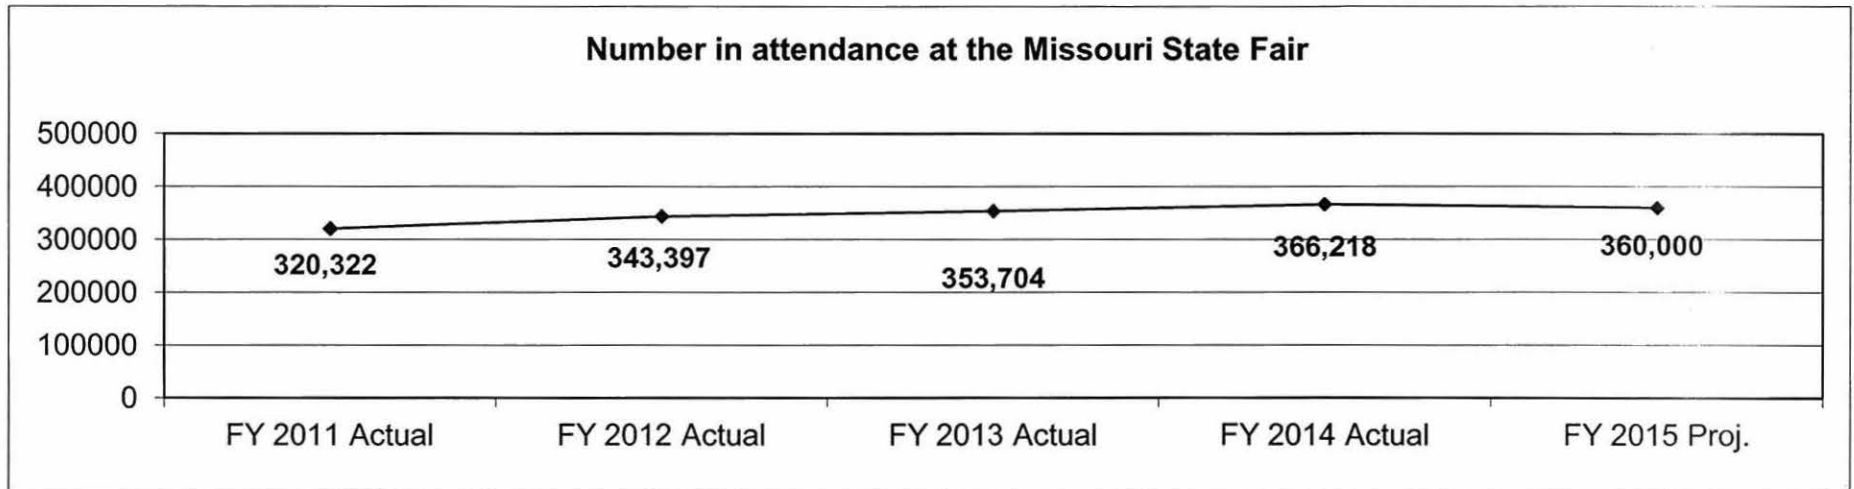 Number in attendance at the Missouri State Fair
500000
400000
300000
200000
100000
0
320,322
343,397
353,704
366,218
360,000
FY 2011 Actual
FY 2012 Actual
FY 2013 Actual
FY 2014 Actual
FY 2015 Proj.